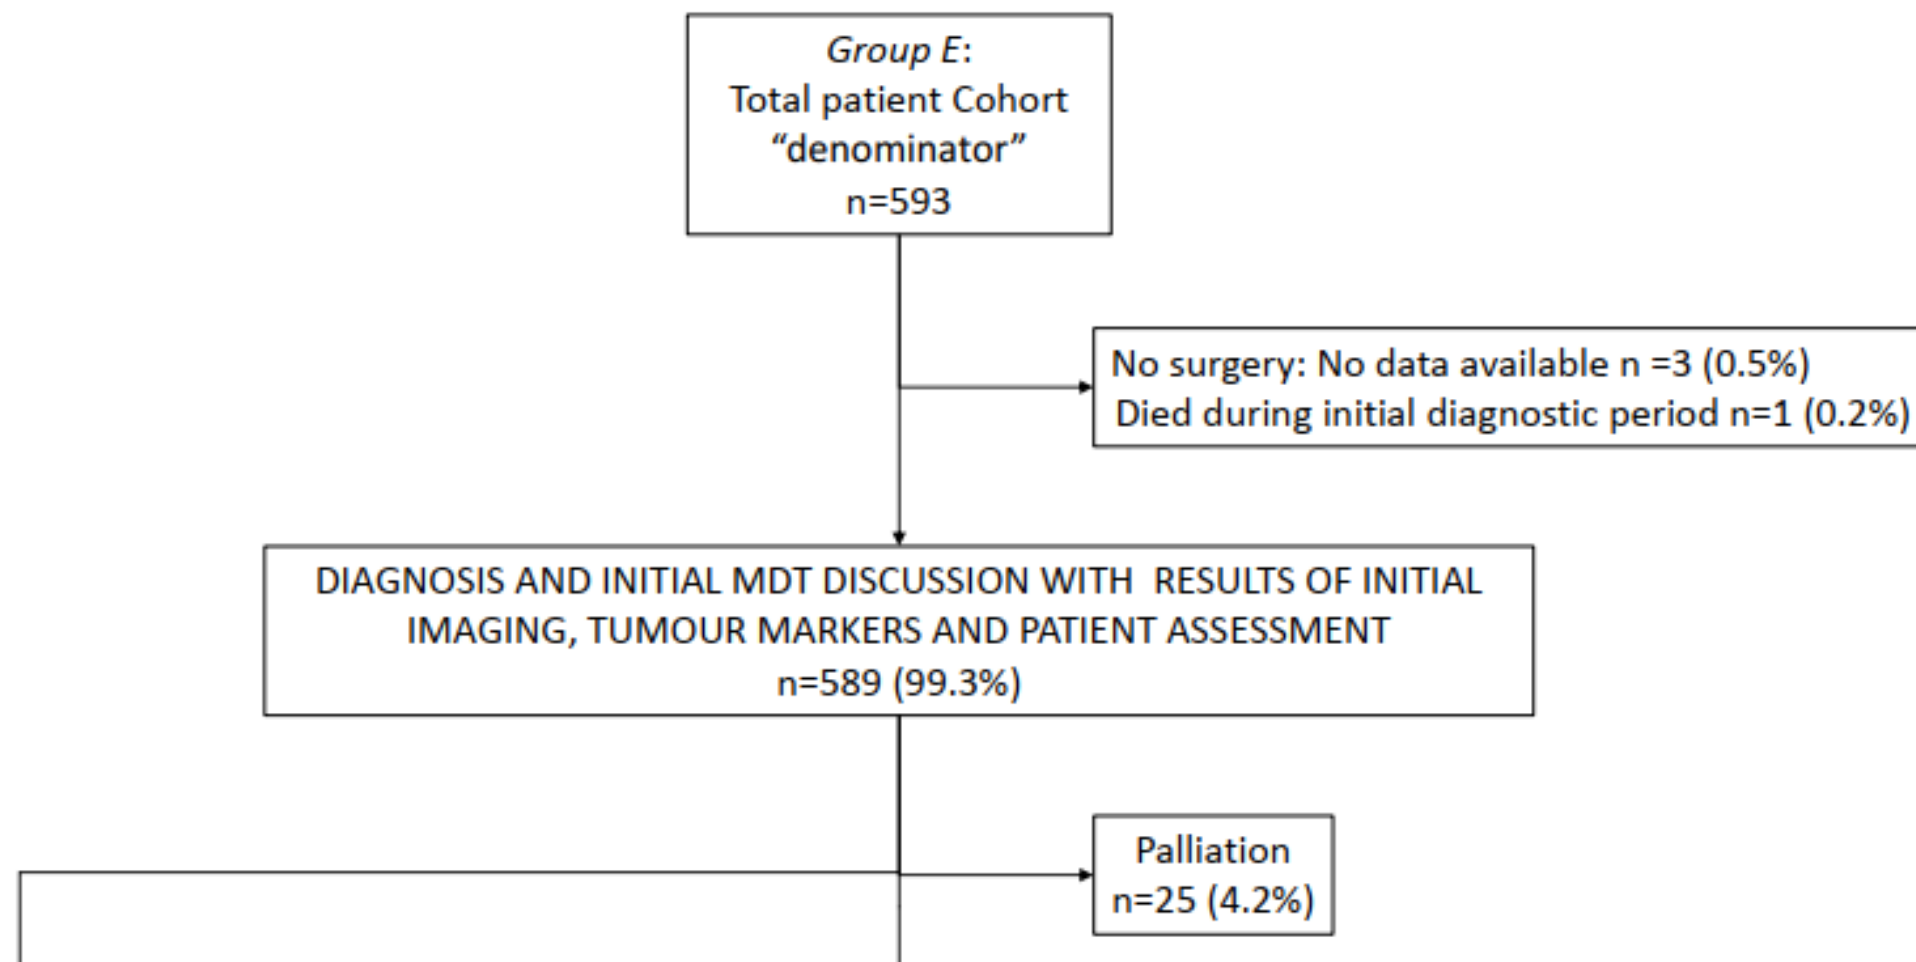 Group E:
Total patient Cohort
“denominator”
n=593
No surgery: No data available n =3 (0.5%)
Died during initial diagnostic period n=1 (0.2%)
DIAGNOSIS AND INITIAL MDT DISCUSSION WITH  RESULTS OF INITIAL
IMAGING, TUMOUR MARKERS AND PATIENT ASSESSMENT
n=589 (99.3%)
Palliation
n=25 (4.2%)